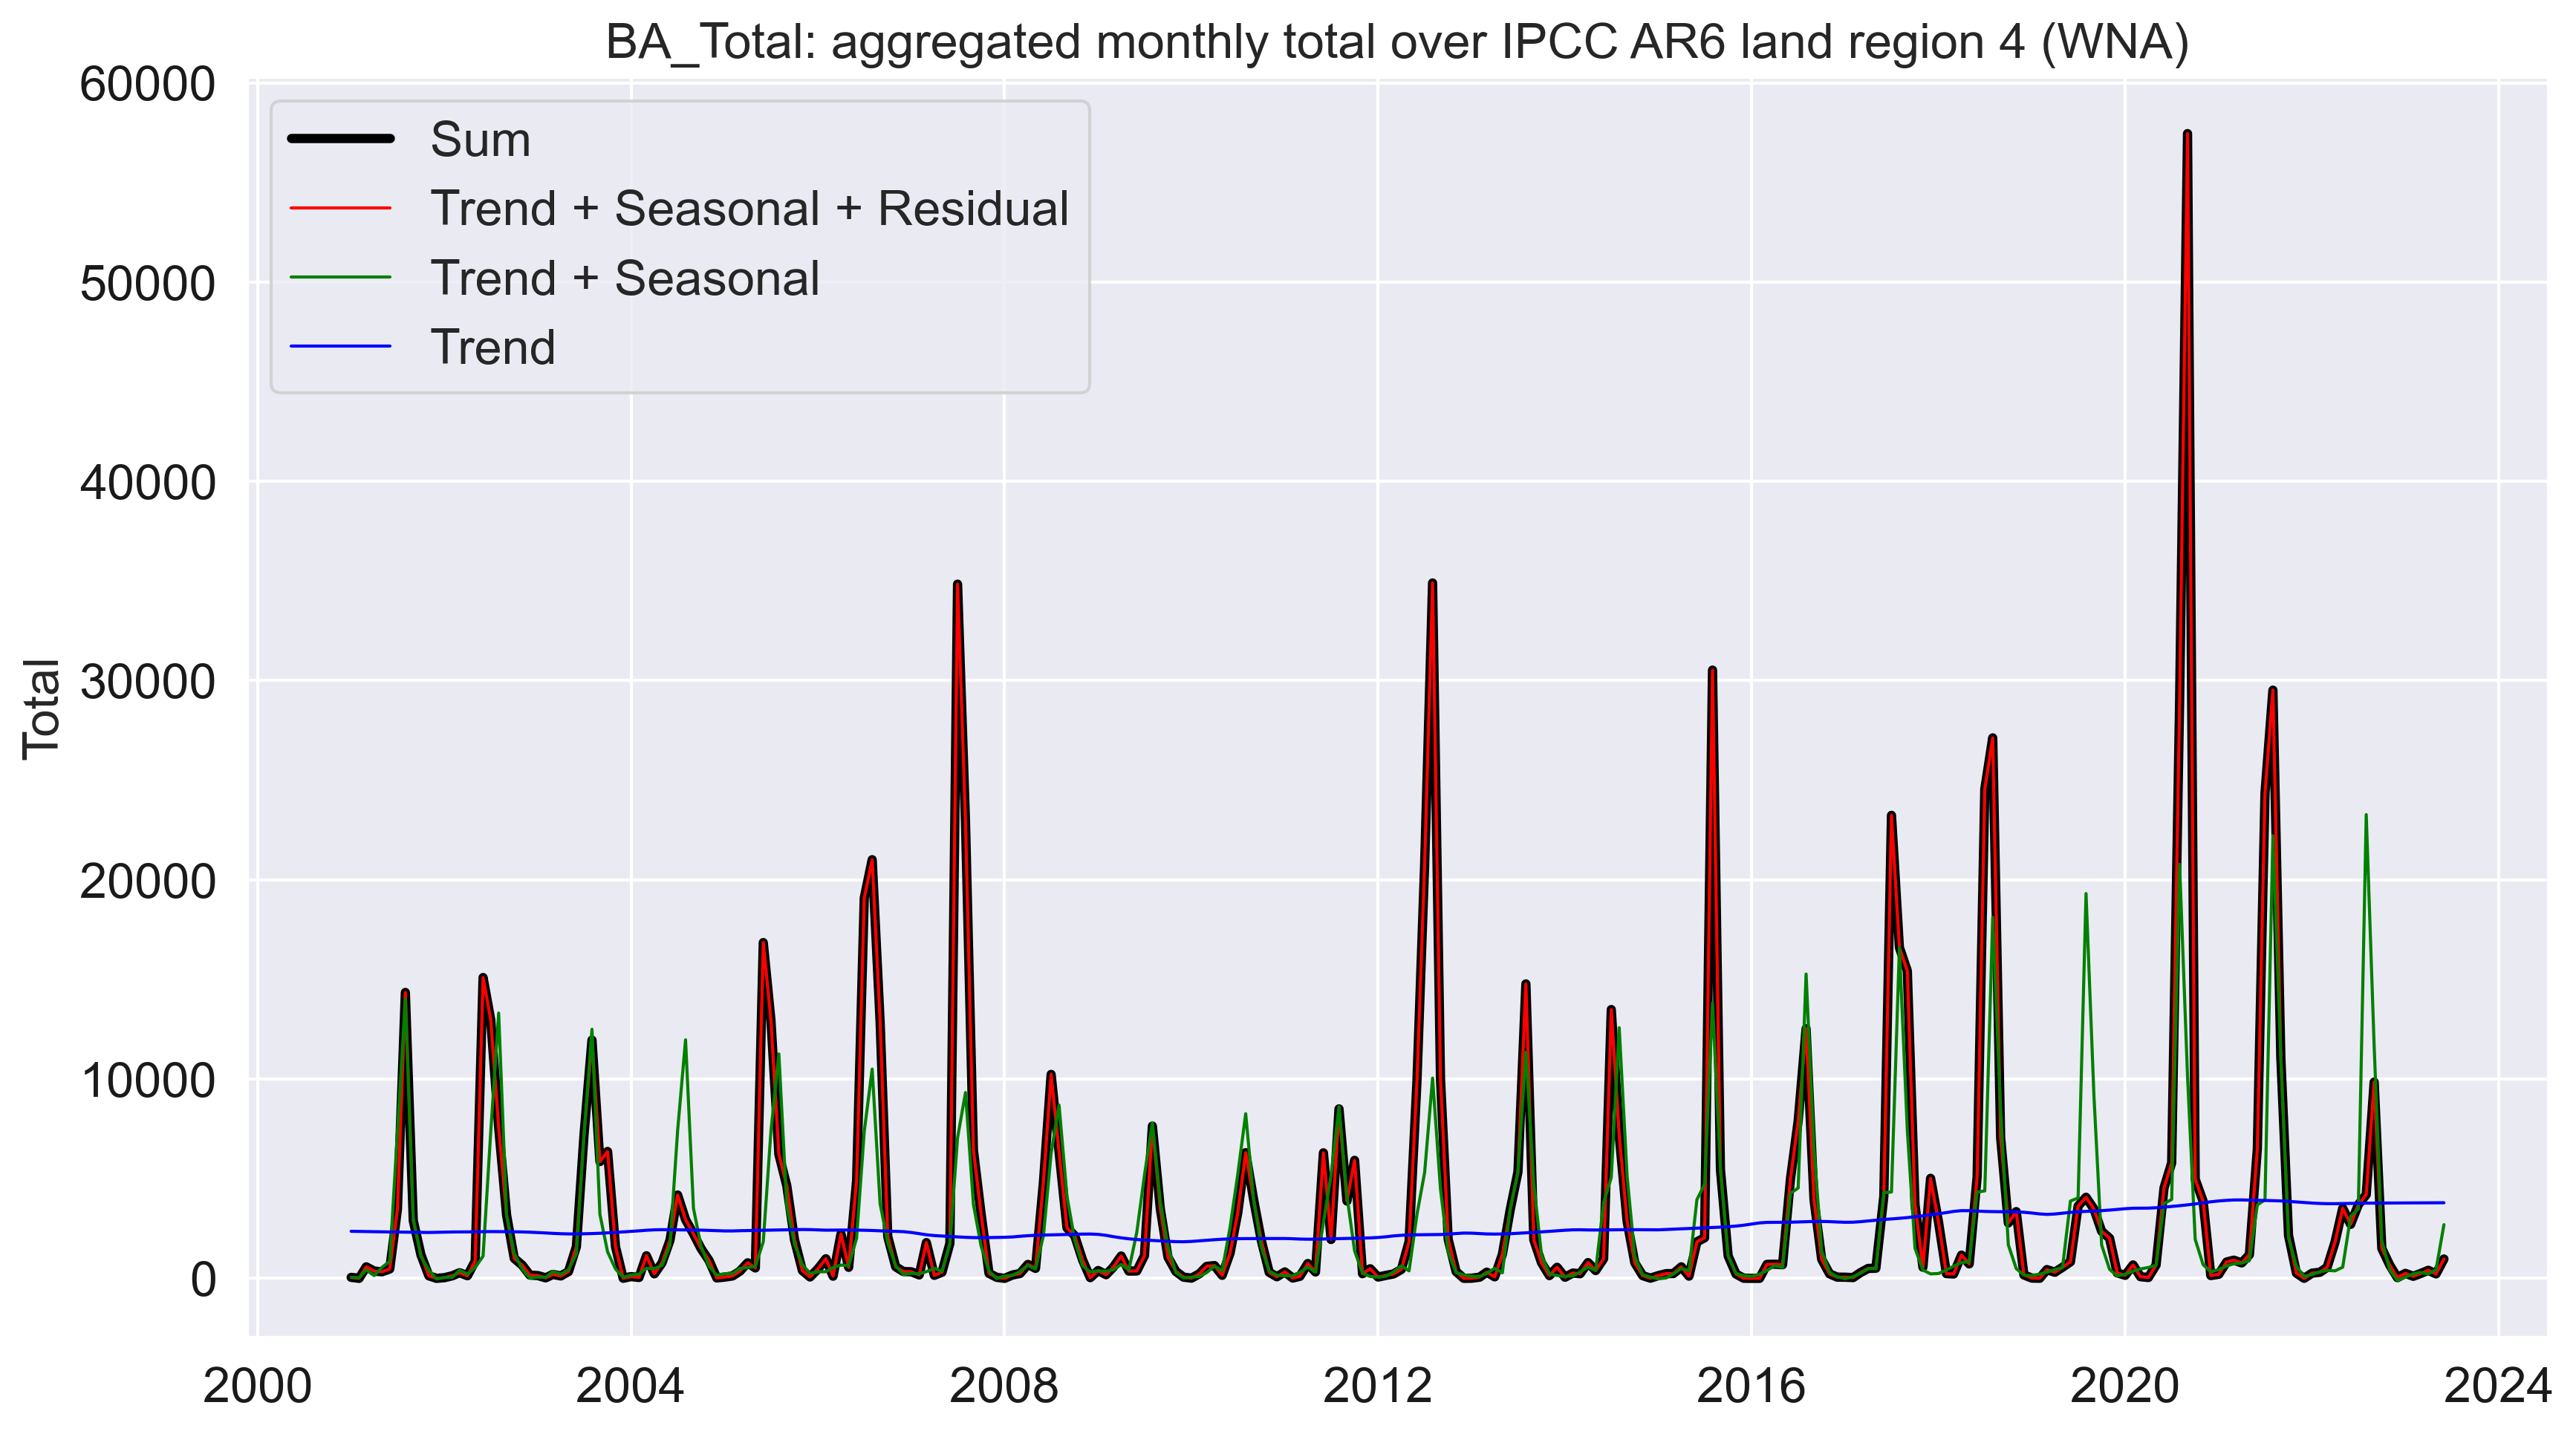 BA_Total: aggregated monthly total over IPCC AR6 land region 4 (WNA)
60000
50000
40000
30000
20000
10000
0
Total
Sum
Trend + Seasonal + Residual
Trend + Seasonal
Trend
2000 2004 2008 2012 2016 2020 2024